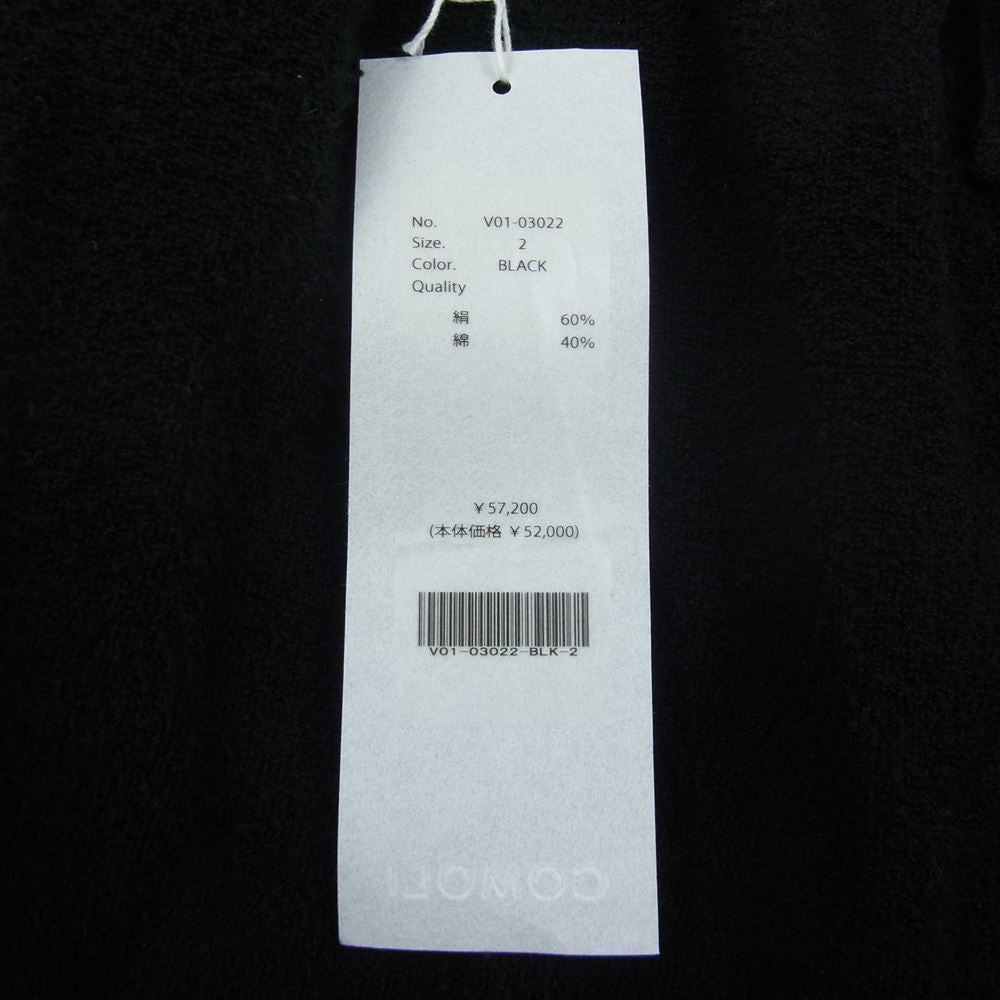 No. V01-03022
Size. 2
Color. BLACK
Quality
絹 60%
綿 40%
￥57,200
(本体価格 ￥52,000)
V01-03022-BLK-2
COMOLI